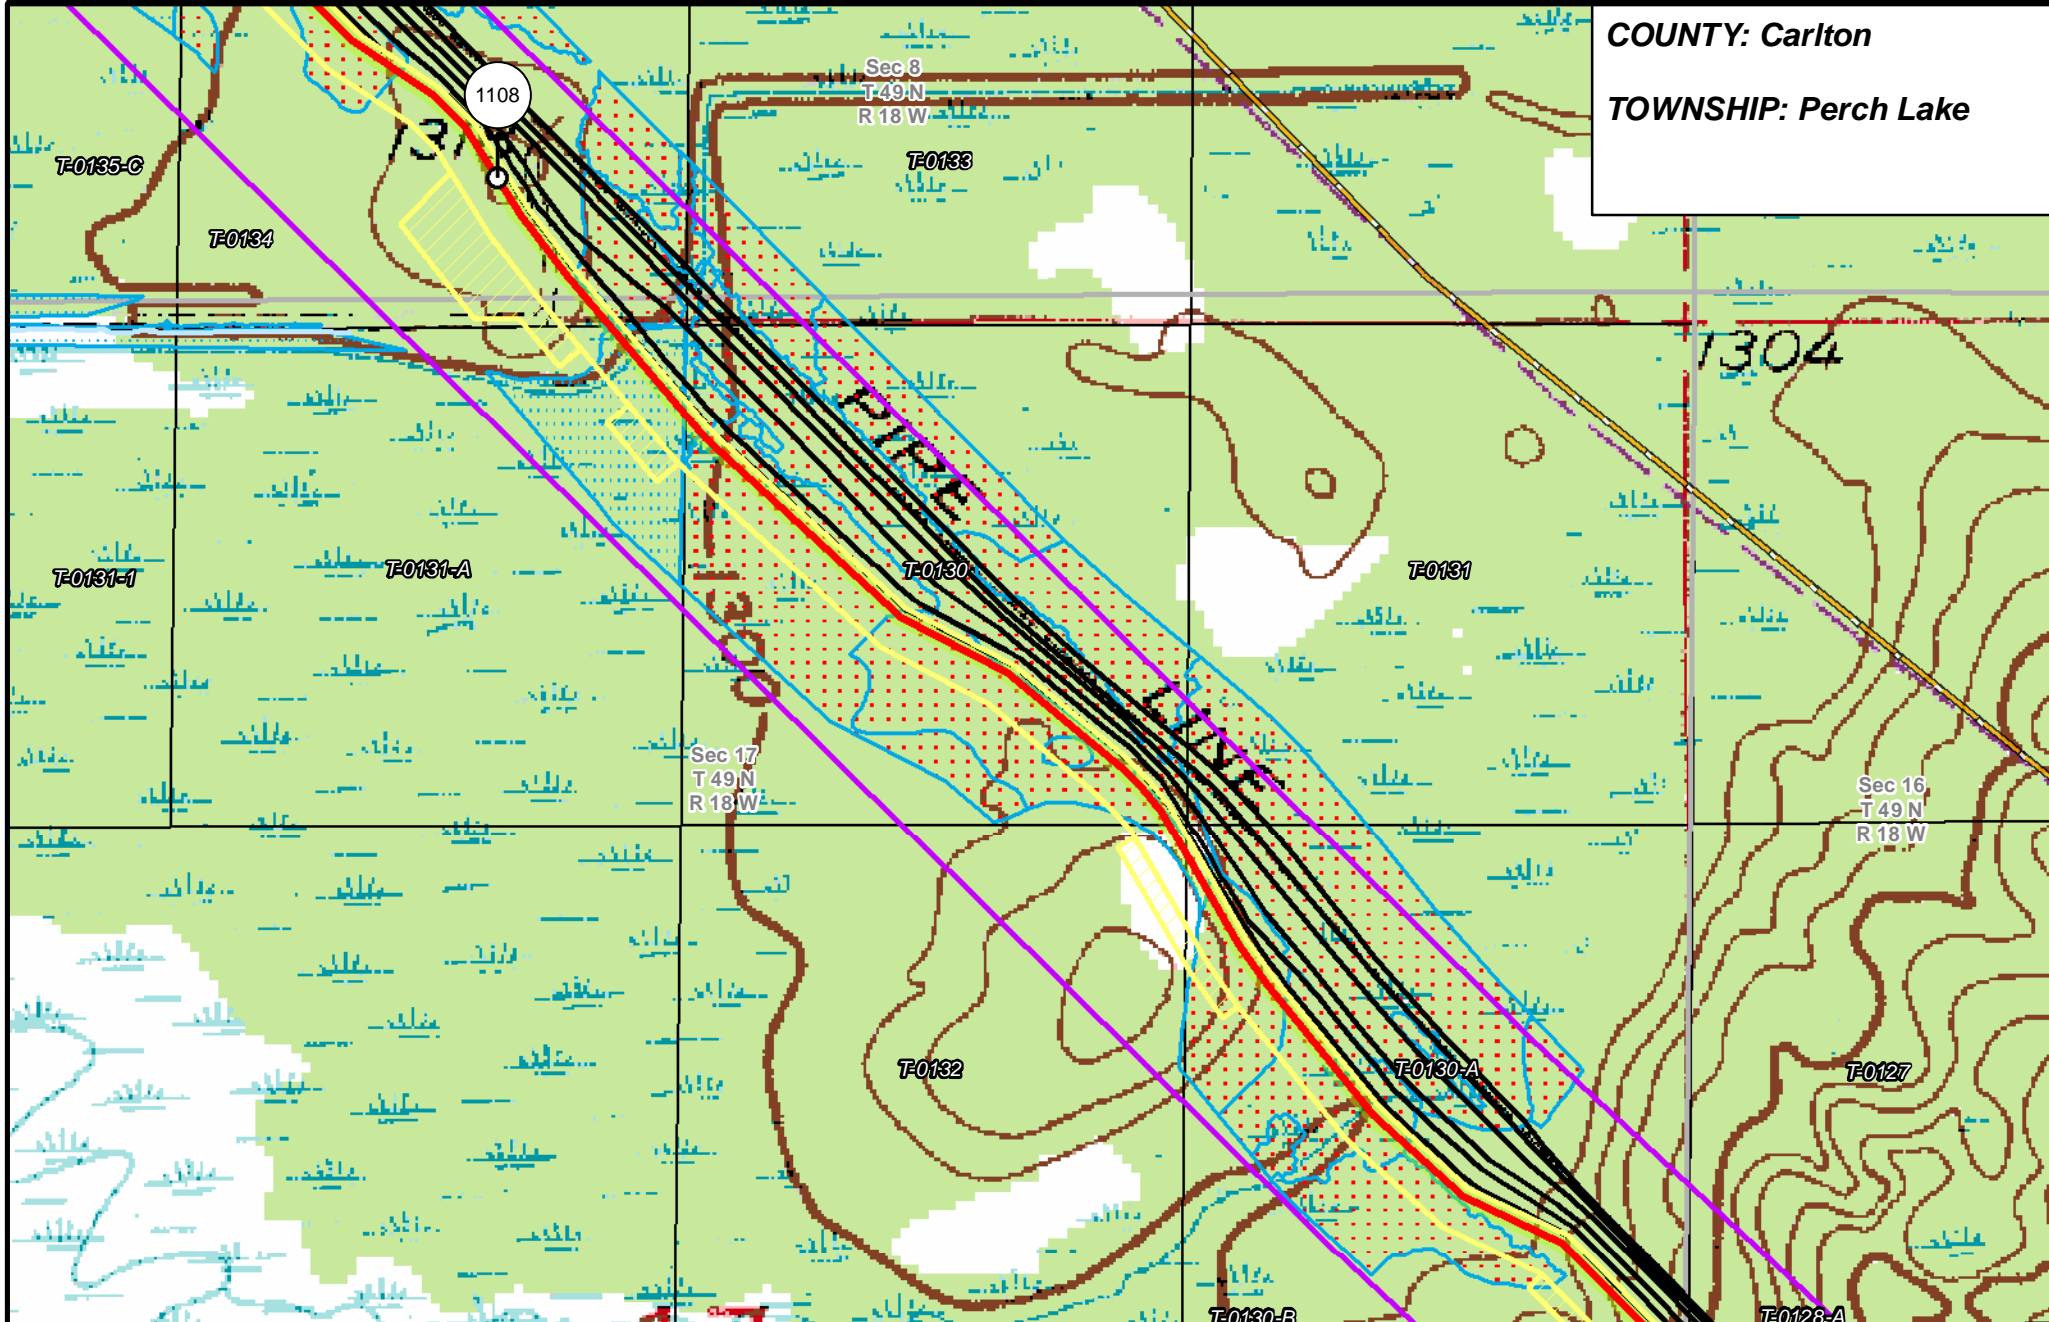 COUNTY: Carlton
TOWNSHIP: Perch Lake
1108
Sec 8
T 49 N
R 18 W
T-0135-C
T-0133
T-0134
1304
PIPE
LINE
T-0131-1
T-0131-A
T-0130
T-0131
1300
Sec 17
T 49 N
R 18 W
Sec 16
T 49 N
R 18 W
T-0132
T-0130-A
T-0127
T-0130-B
T-0128-A